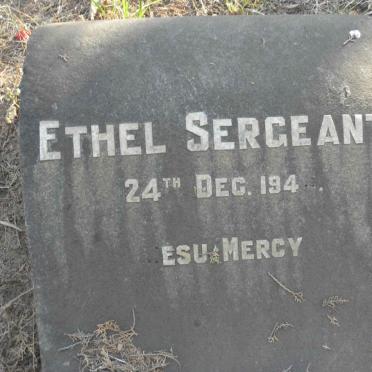 ETHEL SERGEANT
24TH DEC. 194
ESU MERCY